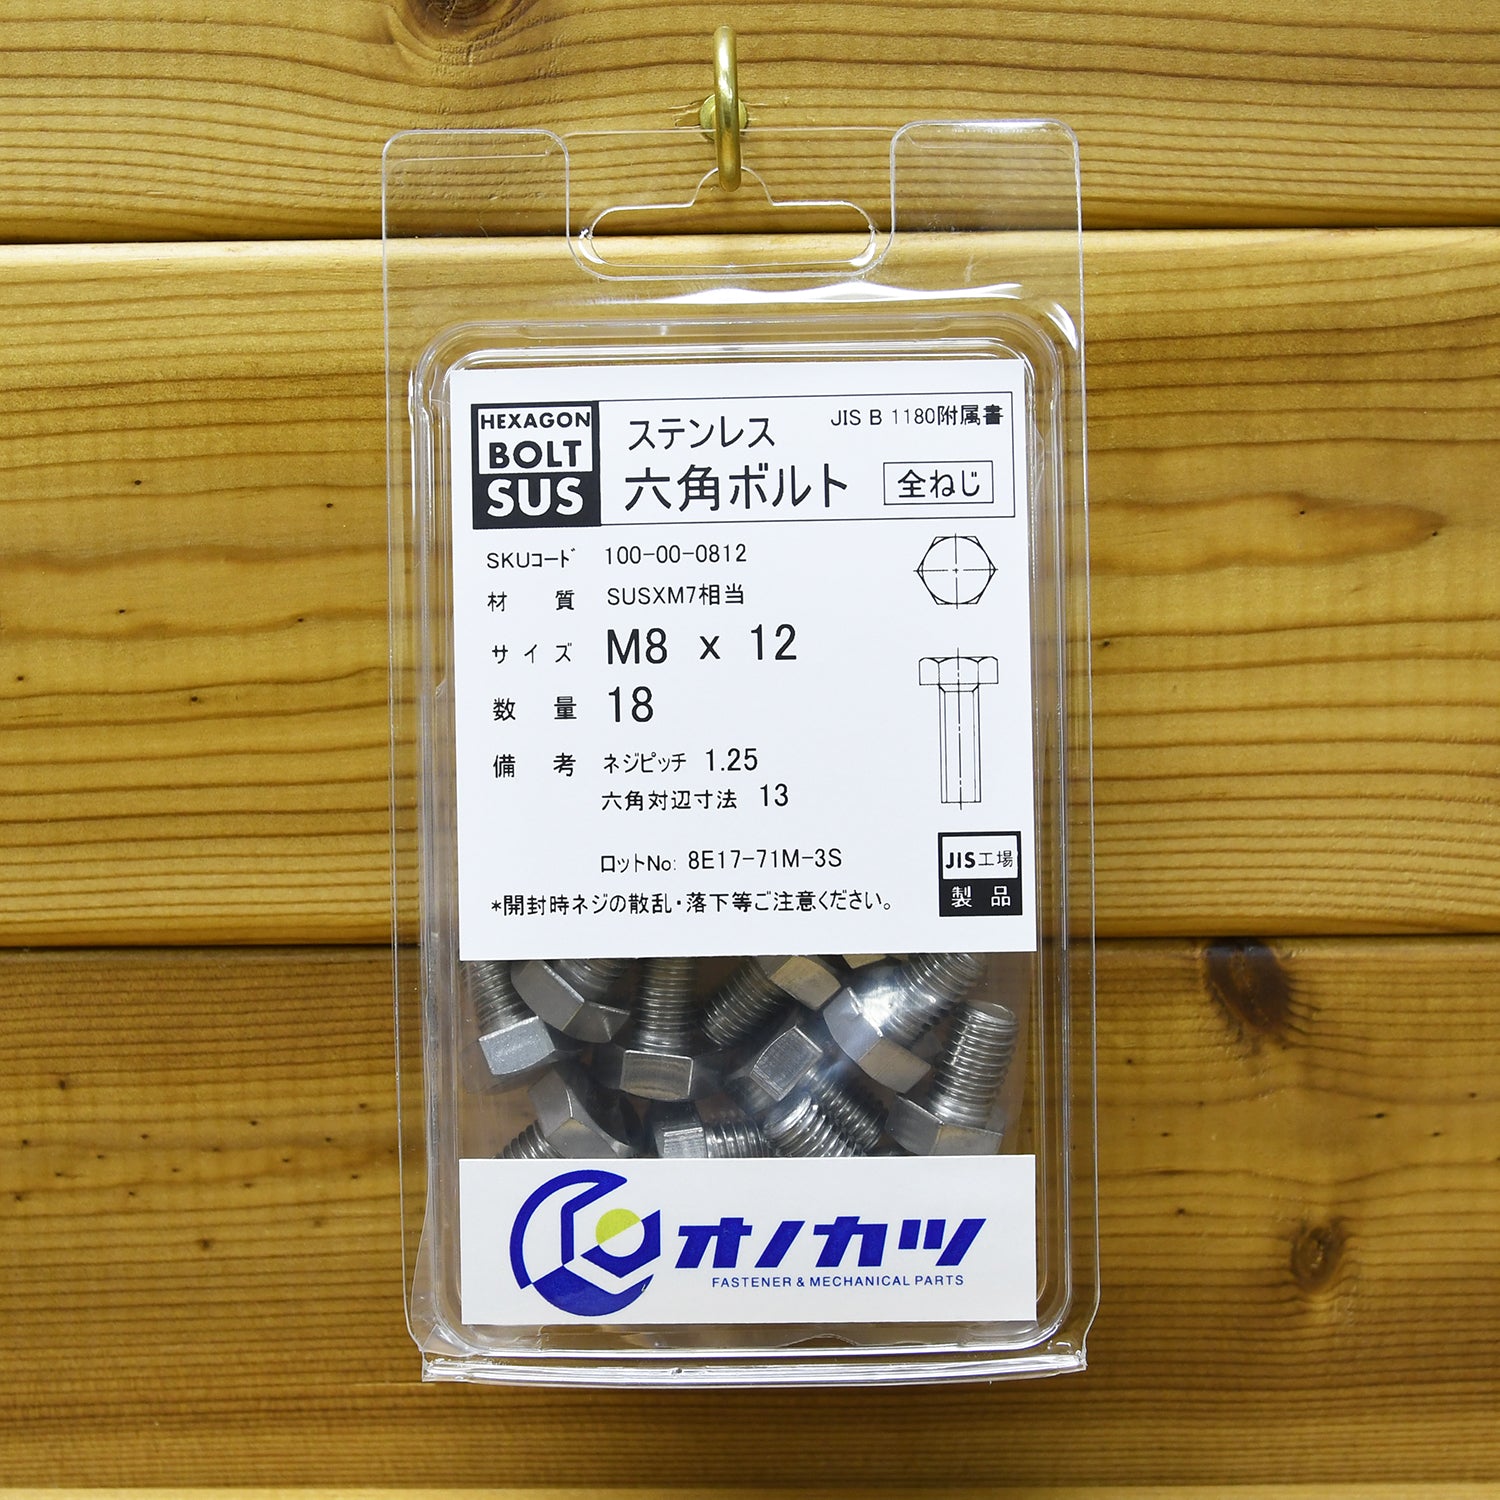 HEXAGON
BOLT
SUS
ステンレス
JIS B 1180附属書
六角ボルト
全ねじ
SKUコード 100-00-0812
材 質 SUSXM7相当
サイズ M8 x 12
数 量 18
備 考 ネジピッチ 1.25
六角対辺寸法 13
ロットNo: 8E17-71M-3S
JIS工場
製 品
*開封時ネジの散乱・落下等ご注意ください。
オノカツ
FASTENER & MECHANICAL PARTS